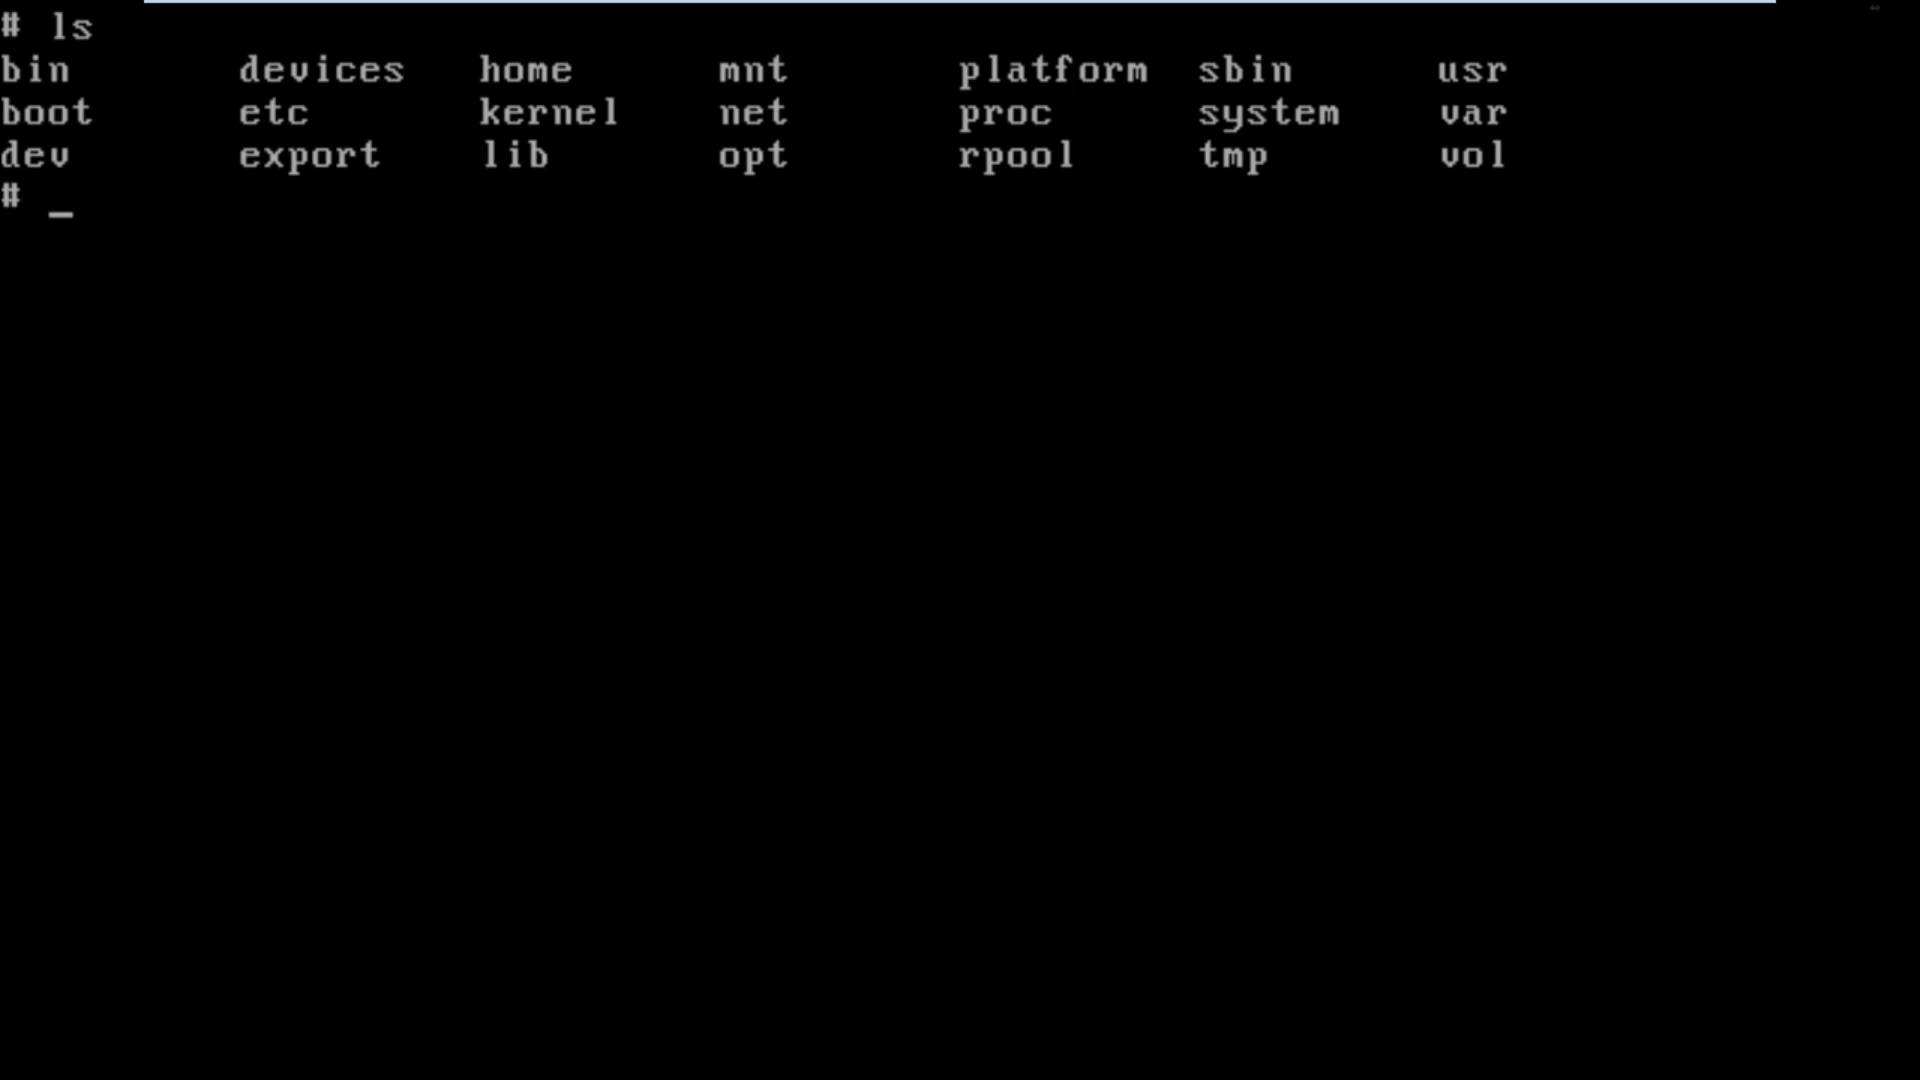 # ls
bin devices home mnt platform sbin usr
boot etc kernel net proc system var
dev export lib opt rpool tmp vol
# _